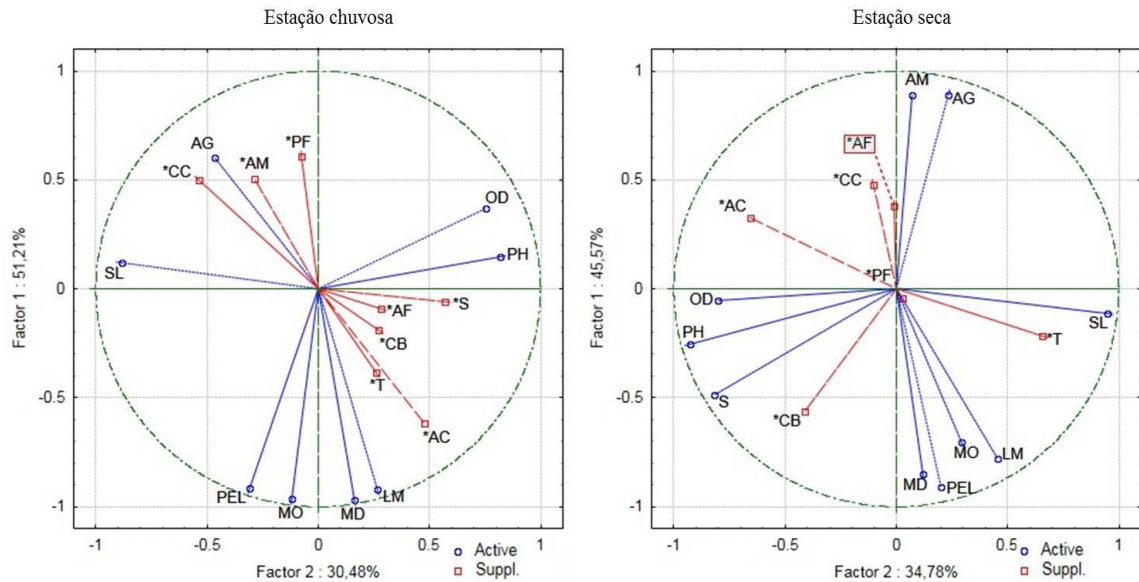 Estação chuvosa
1
0.5
0
-0.5
-1
-1
-0.5
0
0.5
1
Factor 1 : 51,21%
Factor 2 : 30,48%
AG
*CC
*AM
*PF
OD
PH
SL
*S
*AF
*CB
*T
*AC
PEL
MO
MD
LM
Active
Suppl.
Estação seca
1
0.5
0
-0.5
-1
-1
-0.5
0
0.5
1
Factor 1 : 45,57%
Factor 2 : 34,78%
AM
AG
*AF
*CC
*AC
*PF
OD
PH
S
SL
*T
*CB
MO
LM
MD
PEL
Active
Suppl.